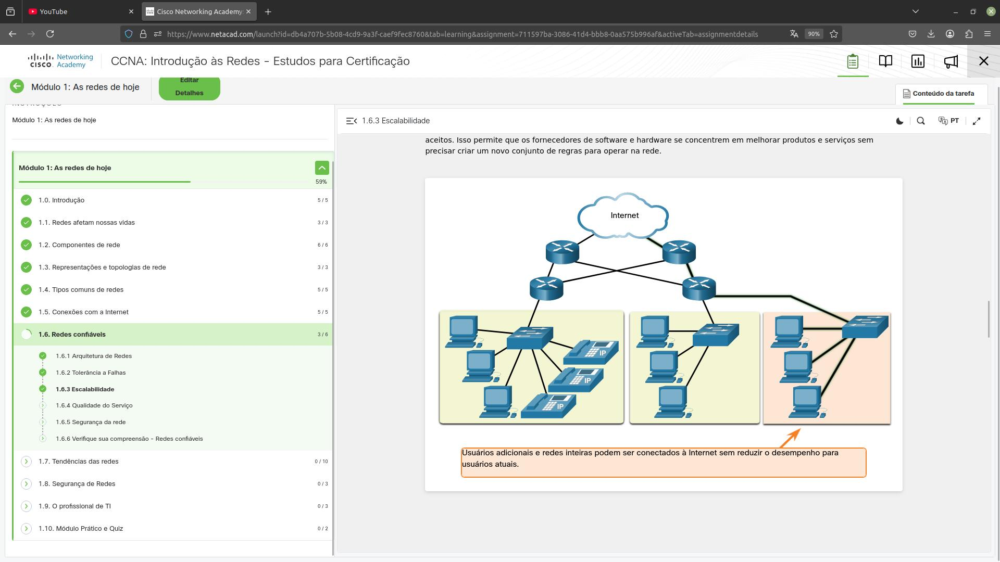 YouTube
Cisco Networking Academy:
https://www.netacad.com/launch?id=db4a707b-5b08-4cd9-9a3f-caef9fec8760&tab=learning&assignment=711597ba-3086-41d4-bbb8-0aa575b996af&activeTab=assignmentdetails
90%
CISCO Networking Academy
CCNA: Introdução às Redes - Estudos para Certificação
Módulo 1: As redes de hoje
Editar
Detalhes
Conteúdo da tarefa
Módulo 1: As redes de hoje
Módulo 1: As redes de hoje
59%
1.0. Introdução 5 / 5
1.1. Redes afetam nossas vidas 3 / 3
1.2. Componentes de rede 6 / 6
1.3. Representações e topologias de rede 3 / 3
1.4. Tipos comuns de redes 5 / 5
1.5. Conexões com a Internet 5 / 5
1.6. Redes confiáveis 3 / 6
1.6.1 Arquitetura de Redes
1.6.2 Tolerância a Falhas
1.6.3 Escalabilidade
1.6.4 Qualidade do Serviço
1.6.5 Segurança da rede
1.6.6 Verifique sua compreensão - Redes confiáveis
1.7. Tendências das redes 0 / 10
1.8. Segurança de Redes 0 / 3
1.9. O profissional de TI 0 / 3
1.10. Módulo Prático e Quiz 0 / 2
1.6.3 Escalabilidade
PT
aceitos. Isso permite que os fornecedores de software e hardware se concentrem em melhorar produtos e serviços sem
precisar criar um novo conjunto de regras para operar na rede.
Internet
IP
IP
IP
Usuários adicionais e redes inteiras podem ser conectados à Internet sem reduzir o desempenho para
usuários atuais.